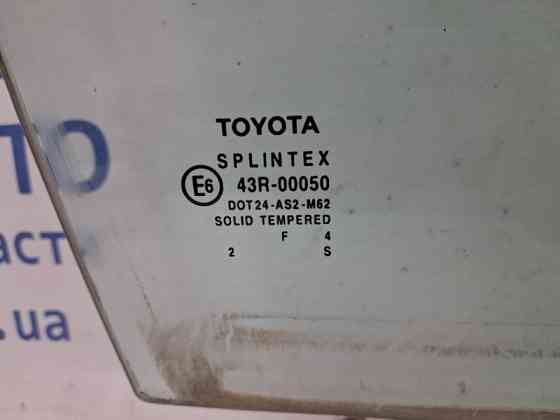 TOYOTA
SPLINTEX
E6 43R-00050
DOT24-AS2-M62
SOLID TEMPERED
F 4
2 S
ТО
аст
.ua